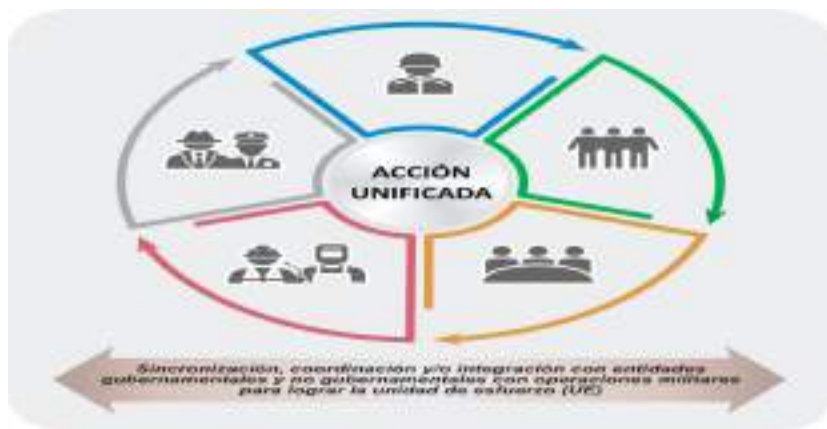 ACCIÓN
UNIFICADA
Sincronización, coordinación y/o integración con entidades
gubernamentales y no gubernamentales con operaciones militares
para lograr la unidad de esfuerzo (UE)